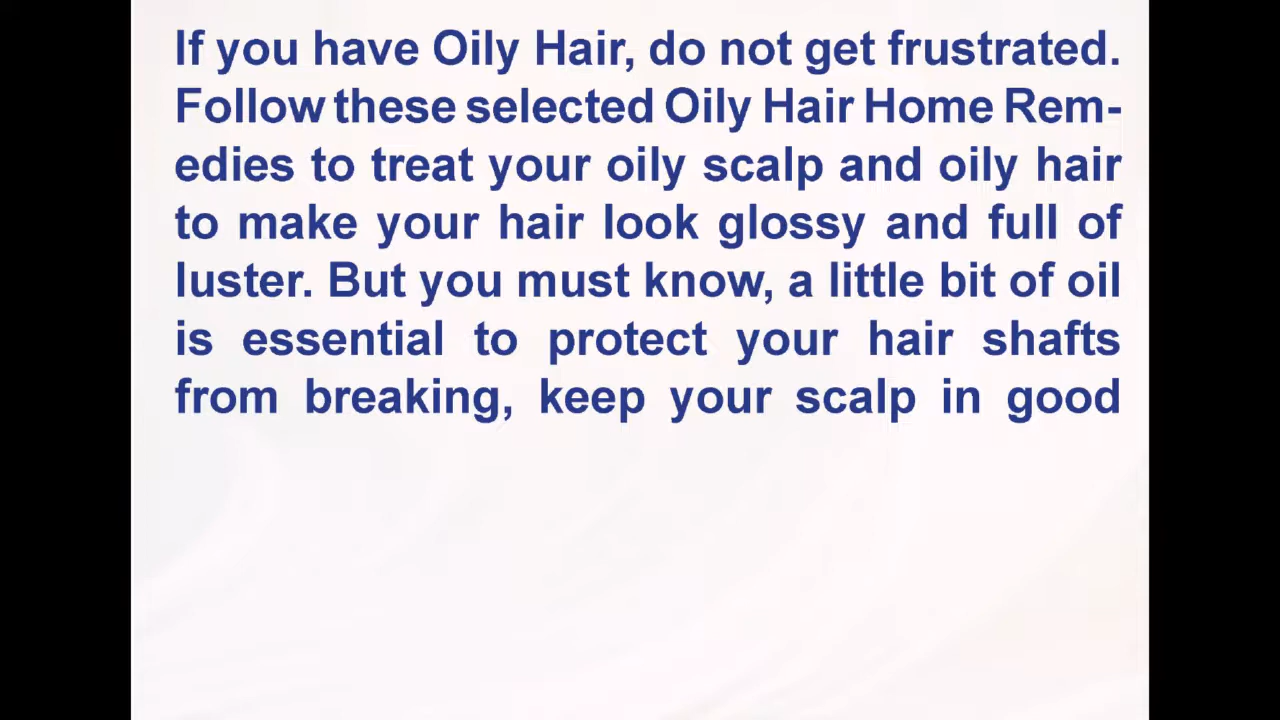 If you have Oily Hair, do not get frustrated.
Follow these selected Oily Hair Home Rem-
edies to treat your oily scalp and oily hair
to make your hair look glossy and full of
luster. But you must know, a little bit of oil
is essential to protect your hair shafts
from breaking, keep your scalp in good